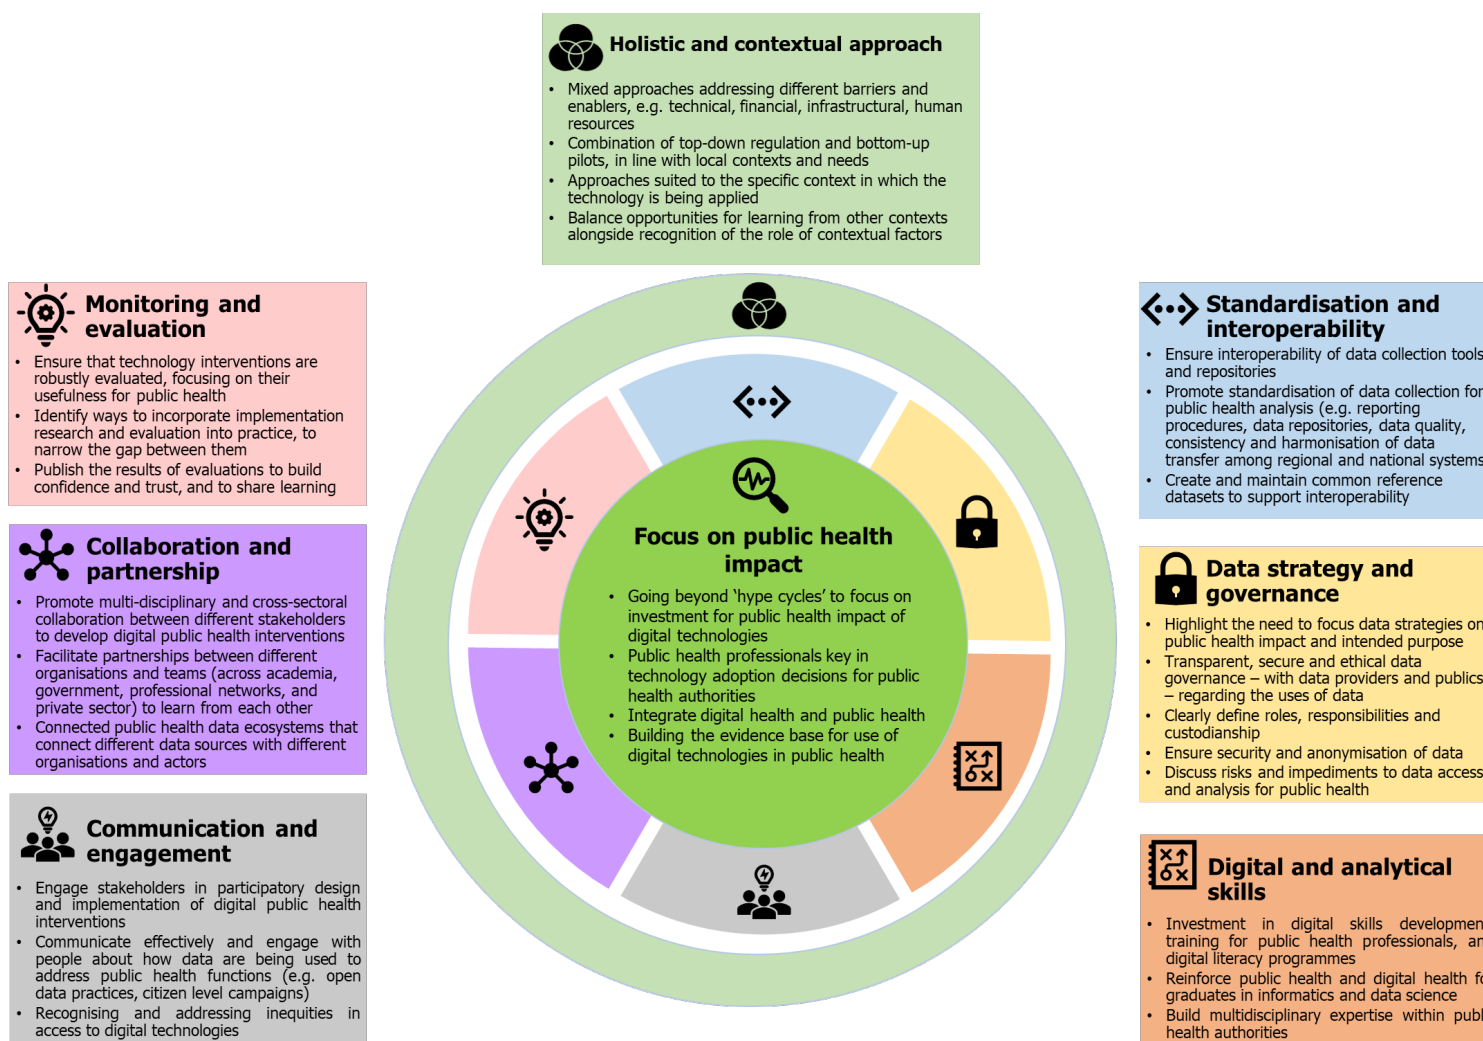 Holistic and contextual approach
• Mixed approaches addressing different barriers and
enablers, e.g. technical, financial, infrastructural, human
resources
• Combination of top-down regulation and bottom-up
pilots, in line with local contexts and needs
• Approaches suited to the specific context in which the
technology is being applied
• Balance opportunities for learning from other contexts
alongside recognition of the role of contextual factors
Monitoring and
evaluation
• Ensure that technology interventions are
robustly evaluated, focusing on their
usefulness for public health
• Identify ways to incorporate implementation
research and evaluation into practice, to
narrow the gap between them
• Publish the results of evaluations to build
confidence and trust, and to share learning
Collaboration and
partnership
• Promote multi-disciplinary and cross-sectoral
collaboration between different stakeholders
to develop digital public health interventions
• Facilitate partnerships between different
organisations and teams (across academia,
government, professional networks, and
private sector) to learn from each other
• Connected public health data ecosystems that
connect different data sources with different
organisations and actors
Communication and
engagement
• Engage stakeholders in participatory design
and implementation of digital public health
interventions
• Communicate effectively and engage with
people about how data are being used to
address public health functions (e.g. open
data practices, citizen level campaigns)
• Recognising and addressing inequities in
access to digital technologies
Focus on public health
impact
• Going beyond ‘hype cycles’ to focus on
investment for public health impact of
digital technologies
• Public health professionals key in
technology adoption decisions for public
health authorities
• Integrate digital health and public health
• Building the evidence base for use of
digital technologies in public health
Standardisation and
interoperability
• Ensure interoperability of data collection tools
and repositories
• Promote standardisation of data collection for
public health analysis (e.g. reporting
procedures, data repositories, data quality,
consistency and harmonisation of data
transfer among regional and national systems
• Create and maintain common reference
datasets to support interoperability
Data strategy and
governance
• Highlight the need to focus data strategies on
public health impact and intended purpose
• Transparent, secure and ethical data
governance – with data providers and publics
– regarding the uses of data
• Clearly define roles, responsibilities and
custodianship
• Ensure security and anonymisation of data
• Discuss risks and impediments to data access
and analysis for public health
Digital and analytical
skills
• Investment in digital skills developmen
training for public health professionals, an
digital literacy programmes
• Reinforce public health and digital health fo
graduates in informatics and data science
• Build multidisciplinary expertise within publ
health authorities